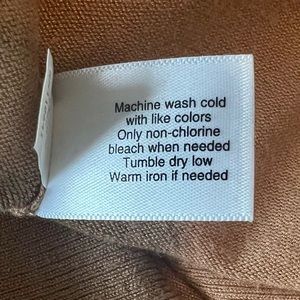 Machine wash cold
with like colors
Only non-chlorine
bleach when needed
Tumble dry low
Warm iron if needed